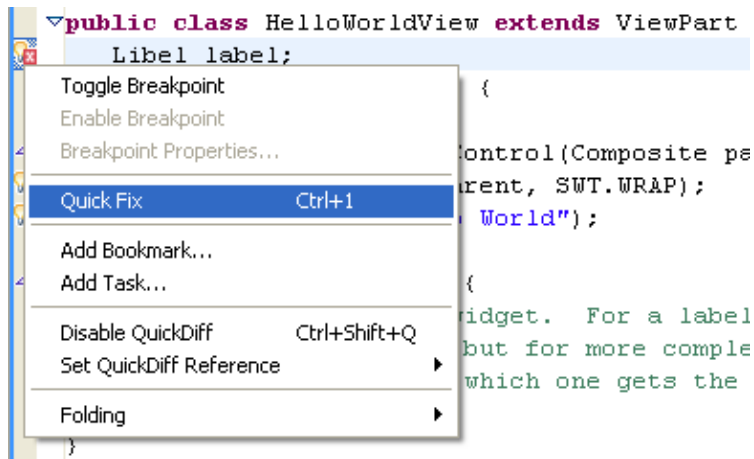 public class HelloWorldView extends ViewPart
Libel label;
Toggle Breakpoint {
Enable Breakpoint
Breakpoint Properties... Control(Composite pa
rent, SWT.WRAP);
Quick Fix Ctrl+1
World");
Add Bookmark...
Add Task... {
idget. For a label
Disable QuickDiff Ctrl+Shift+Q
but for more comple
Set QuickDiff Reference
which one gets the
Folding
}